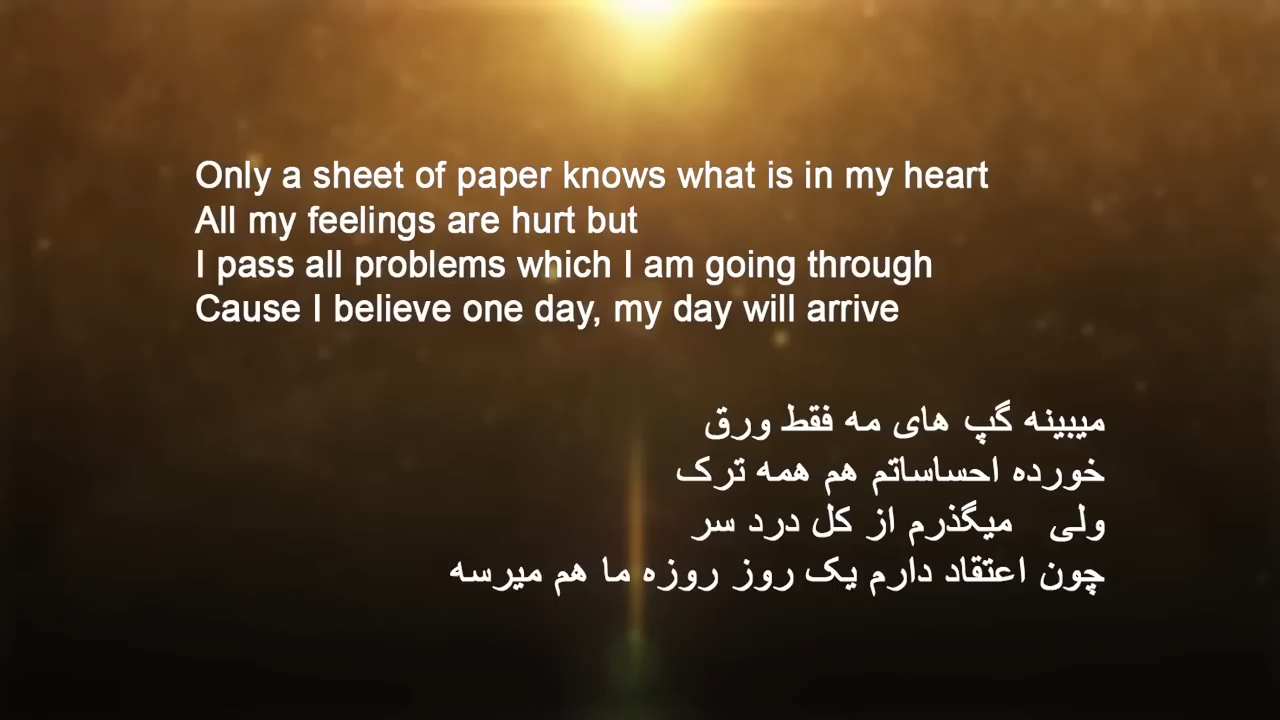 Only a sheet of paper knows what is in my heart
All my feelings are hurt but
I pass all problems which I am going through
Cause I believe one day, my day will arrive
میبینه گپ های مه فقط ورق
خورده احساساتم هم همه ترک
ولی میگذرم از کل درد سر
چون اعتقاد دارم یک روز روزه ما هم میرسه